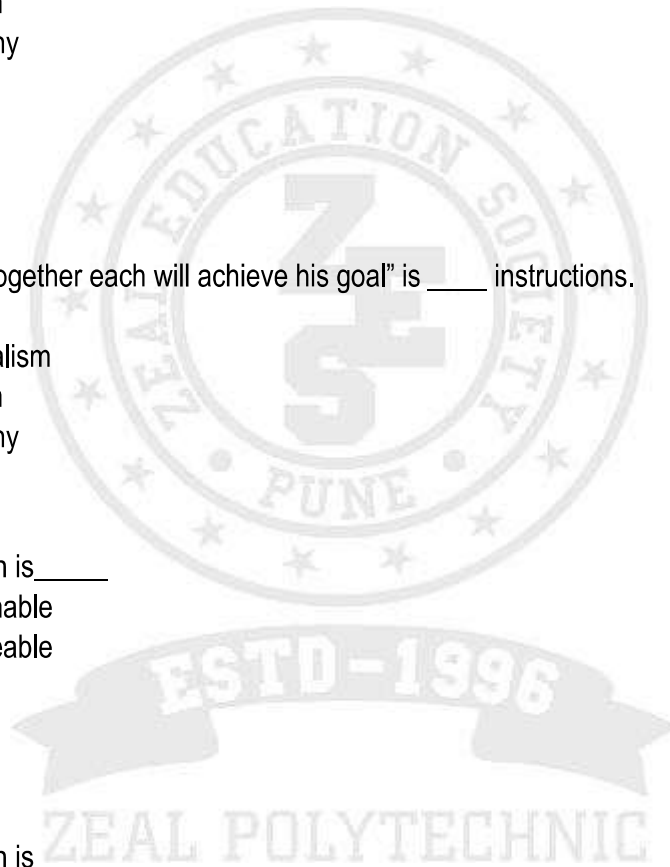 ny
ogether each will achieve his goal” is ____ instructions.
alism
n
ny
n is_____
nable
eable
n is
ZEAL EDUCATION SOCIETY
ZES
• PUNE •
ESTD-1996
ZEAL POLYTECHNIC